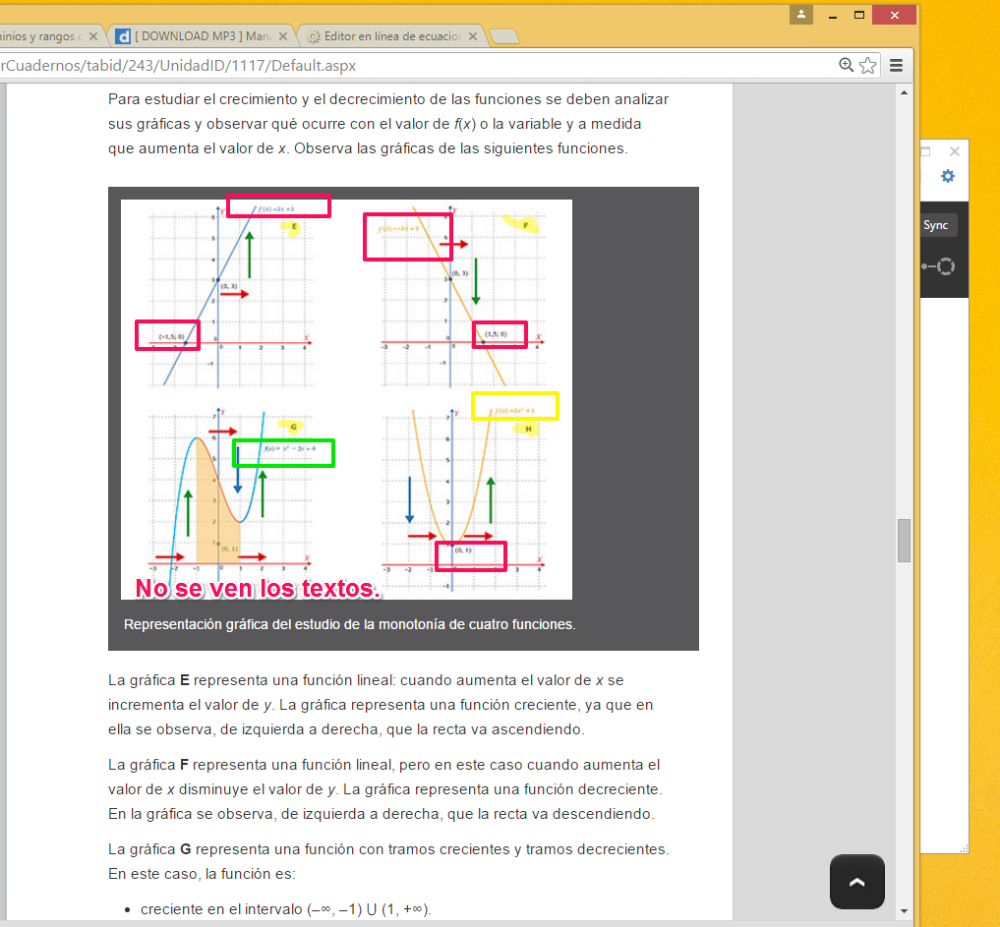 inios y rangos
[ DOWNLOAD MP3 ] Man
Editor en línea de ecuacion
rCuadernos/tabid/243/UnidadID/1117/Default.aspx
Para estudiar el crecimiento y el decrecimiento de las funciones se deben analizar
sus gráficas y observar qué ocurre con el valor de f(x) o la variable y a medida
que aumenta el valor de x. Observa las gráficas de las siguientes funciones.
Sync
f(x)=2x+3
E
(0, 3)
(-1,5; 0)
f(x)=-2x+3
F
(0, 3)
(1,5; 0)
G
(0, 1)
H
(0, 1)
No se ven los textos.
Representación gráfica del estudio de la monotonía de cuatro funciones.
La gráfica E representa una función lineal: cuando aumenta el valor de x se
incrementa el valor de y. La gráfica representa una función creciente, ya que en
ella se observa, de izquierda a derecha, que la recta va ascendiendo.
La gráfica F representa una función lineal, pero en este caso cuando aumenta el
valor de x disminuye el valor de y. La gráfica representa una función decreciente.
En la gráfica se observa, de izquierda a derecha, que la recta va descendiendo.
La gráfica G representa una función con tramos crecientes y tramos decrecientes.
En este caso, la función es:
• creciente en el intervalo (–∞, –1) U (1, +∞).